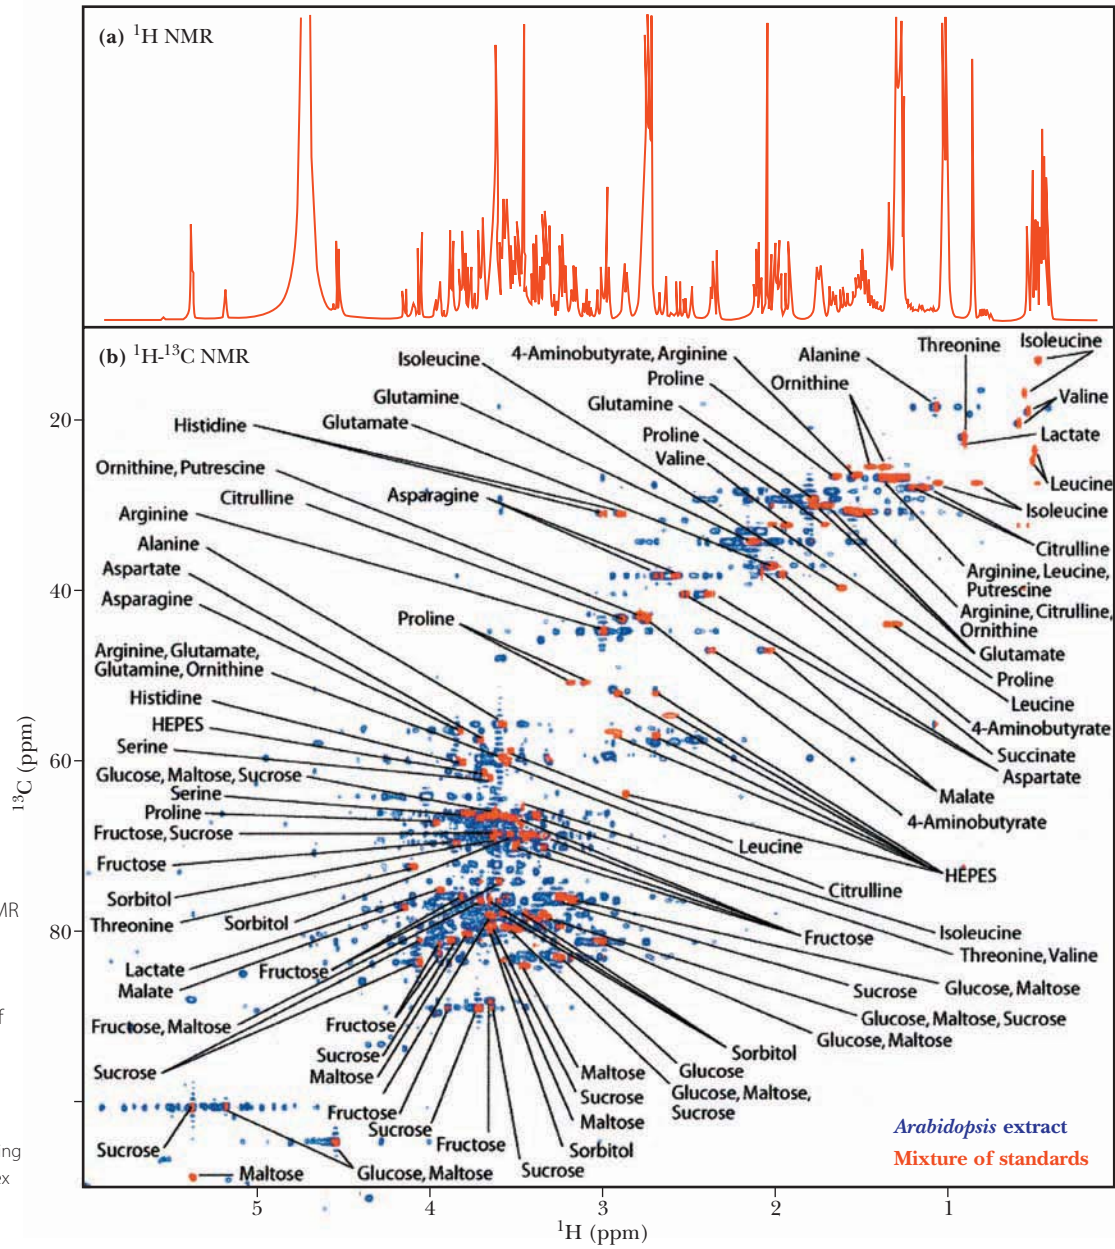 (a) ¹H NMR
(b) ¹H-¹³C NMR
Isoleucine
4-Aminobutyrate, Arginine
Alanine
Threonine
Isoleucine
Proline
Ornithine
Glutamine
Glutamine
Valine
Histidine
Glutamate
Proline
Lactate
Valine
Ornithine, Putrescine
Leucine
Citrulline
Asparagine
Isoleucine
Arginine
Citrulline
Alanine
Arginine, Leucine,
Putrescine
Aspartate
Asparagine
Arginine, Citrulline,
Ornithine
Proline
Glutamate
Arginine, Glutamate,
Glutamine, Ornithine
Proline
Histidine
Leucine
HEPES
4-Aminobutyrate
Serine
Succinate
Glucose, Maltose, Sucrose
Aspartate
Serine
Malate
Proline
4-Aminobutyrate
Fructose, Sucrose
Leucine
Fructose
HEPES
Sorbitol
Citrulline
Threonine
Sorbitol
Fructose
Isoleucine
Threonine, Valine
Lactate
Fructose
Malate
Sucrose
Glucose, Maltose
Fructose, Maltose
Fructose
Glucose, Maltose, Sucrose
Glucose, Maltose
Sucrose
Sucrose
Maltose
Sorbitol
Maltose
Glucose
Sucrose
Glucose, Maltose,
Sucrose
Fructose
Maltose
Sucrose
Fructose
Sorbitol
Sucrose
Sucrose
Maltose
Glucose, Maltose
Arabidopsis extract
Mixture of standards
20
40
60
80
¹³C (ppm)
5
4
3
2
1
¹H (ppm)
MR
f
ing
ex